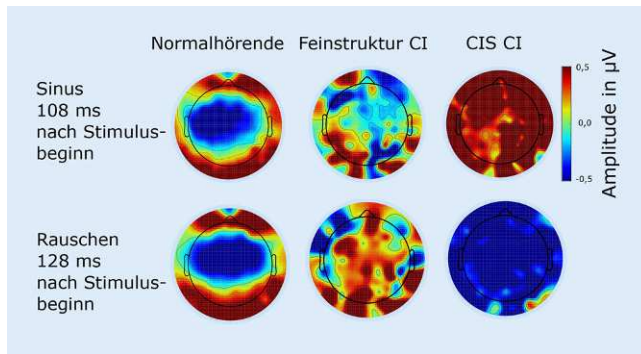 Normalhörende Feinstruktur CI CIS CI
Sinus
108 ms
nach Stimulus-
beginn
0,5
0,0
-0,5
Amplitude in µV
Rauschen
128 ms
nach Stimulus-
beginn